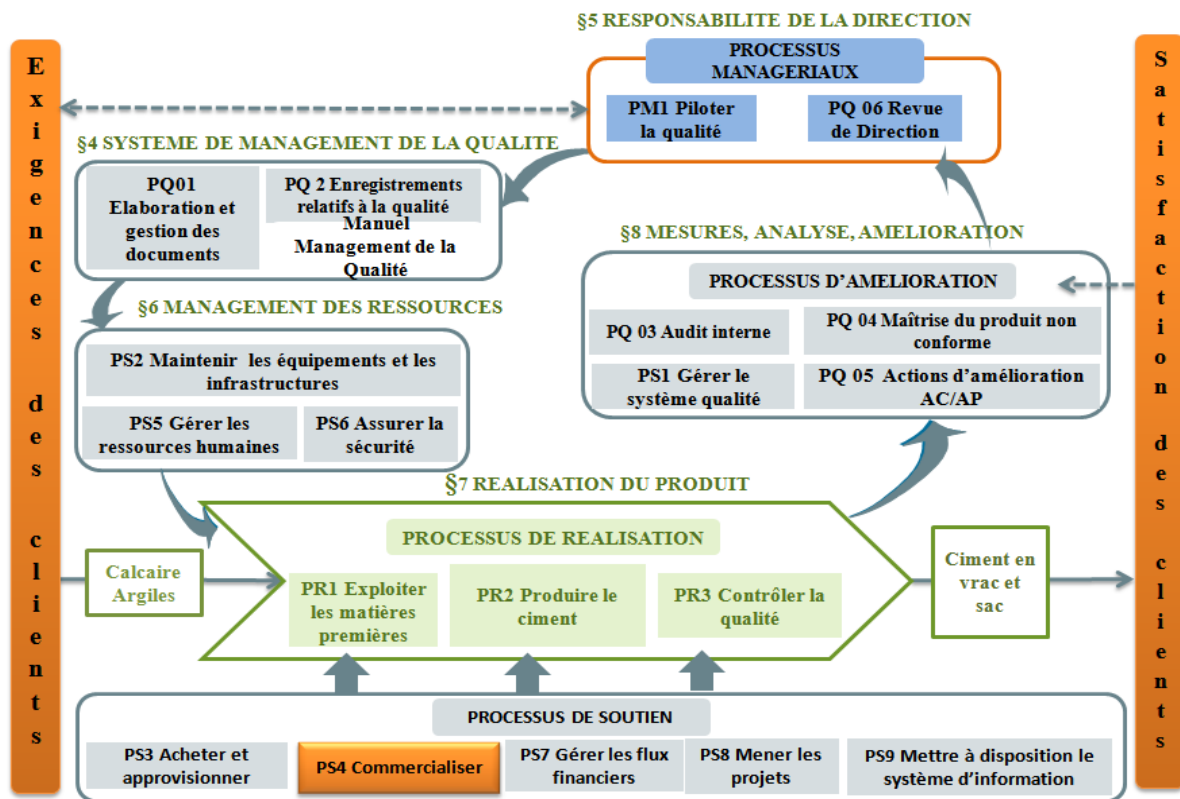 §5 RESPONSABILITE DE LA DIRECTION
Exigences des clients
PROCESSUS
MANAGERIAUX
PM1 Piloter
la qualité
PQ 06 Revue
de Direction
§4 SYSTEME DE MANAGEMENT DE LA QUALITE
PQ01
Elaboration et
gestion des
documents
PQ 2 Enregistrements
relatifs à la qualité
Manuel
Management de la
Qualité
§8 MESURES, ANALYSE, AMELIORATION
PROCESSUS D’AMELIORATION
PQ 03 Audit interne
PQ 04 Maîtrise du produit non
conforme
PS1 Gérer le
système qualité
PQ 05 Actions d’amélioration
AC/AP
§6 MANAGEMENT DES RESSOURCES
PS2 Maintenir les équipements et les
infrastructures
PS5 Gérer les
ressources humaines
PS6 Assurer la
sécurité
§7 REALISATION DU PRODUIT
PROCESSUS DE REALISATION
Calcaire
Argiles
PR1 Exploiter
les matières
premières
PR2 Produire le
ciment
PR3 Contrôler la
qualité
Ciment en
vrac et
sac
PROCESSUS DE SOUTIEN
PS3 Acheter et
approvisionner
PS4 Commercialiser
PS7 Gérer les flux
financiers
PS8 Mener les
projets
PS9 Mettre à disposition le
système d’information
Satisfaction des clients